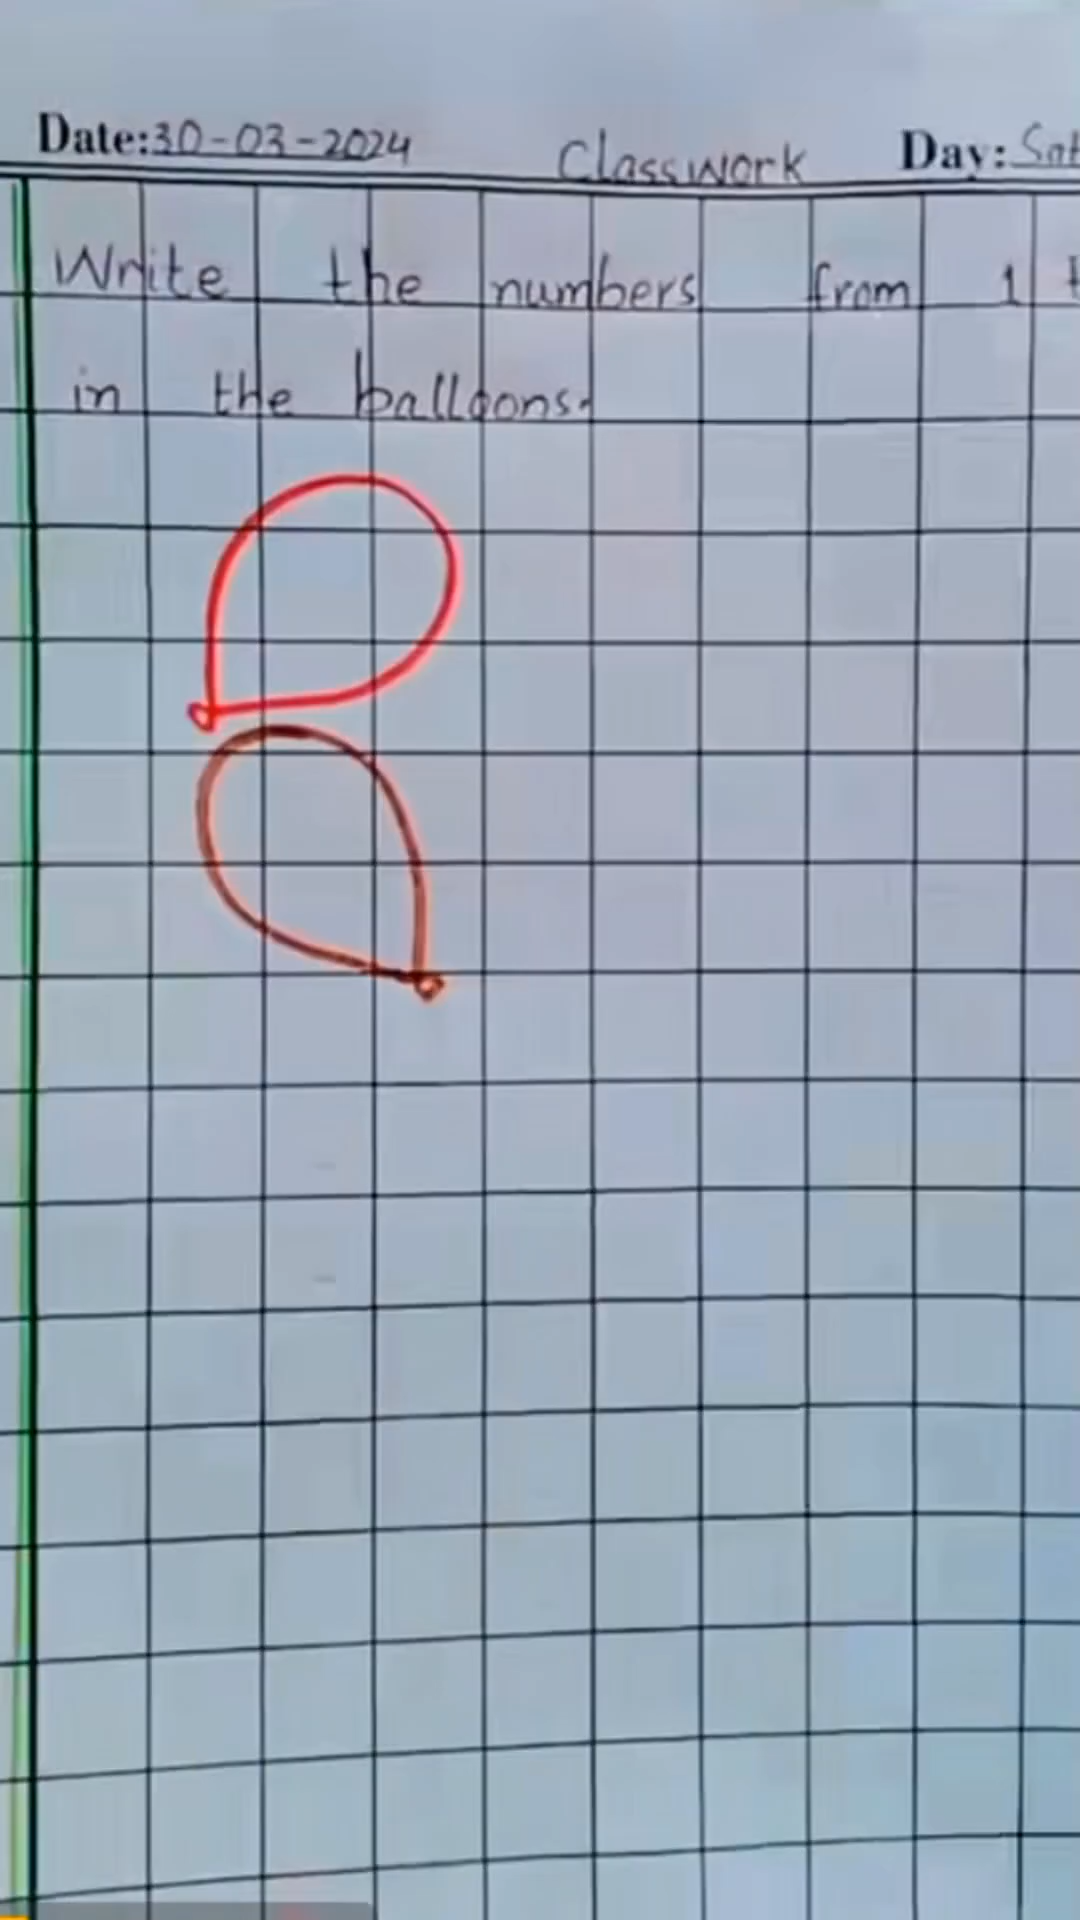 Date:30-03-2024 Classwork Day:
Write the numbers from 1
in the balloons.